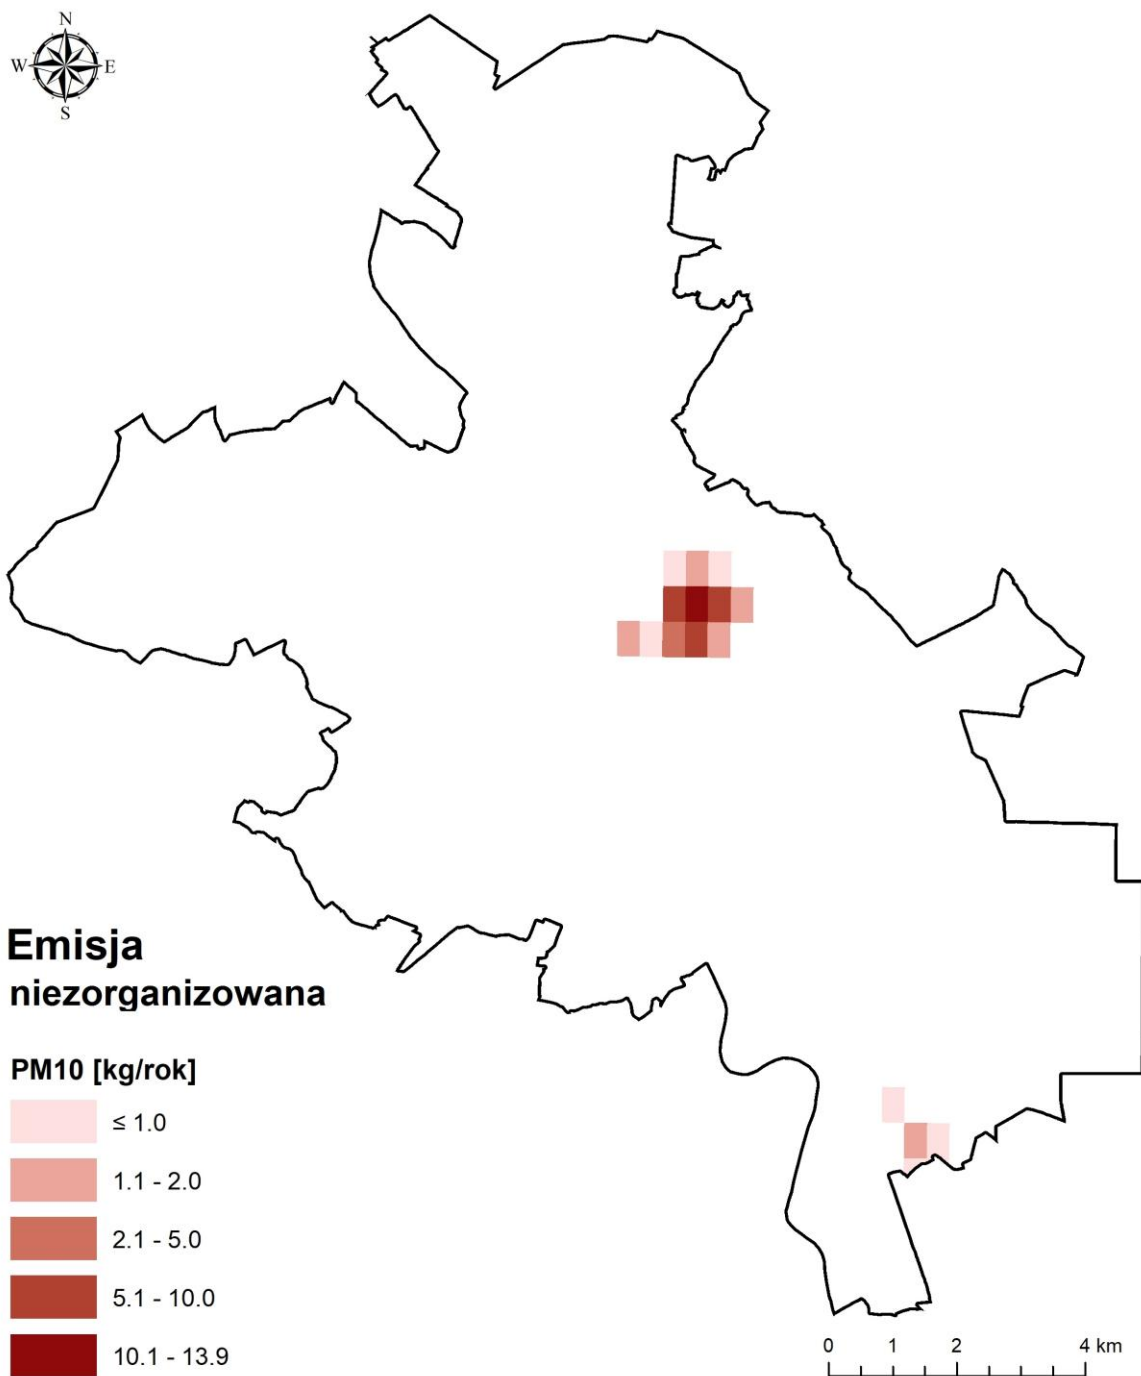 N
W E
S
Emisja
niezorganizowana
PM10 [kg/rok]
≤ 1.0
1.1 - 2.0
2.1 - 5.0
5.1 - 10.0
10.1 - 13.9
0 1 2 4 km